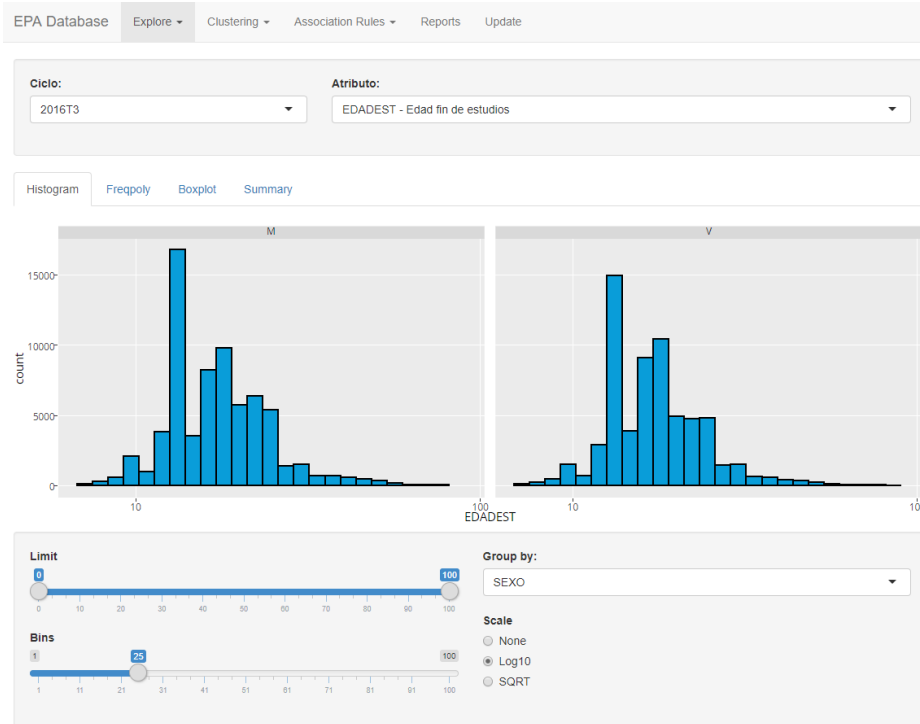 EPA Database Explore Clustering Association Rules Reports Update
Ciclo: Atributo:
2016T3 EDADEST - Edad fin de estudios
Histogram Freqpoly Boxplot Summary
M V
15000
10000
5000
0
count
10 100 10 10
EDADEST
Limit Group by:
0 100 SEXO
0 10 20 30 40 50 60 70 80 90 100
Scale
Bins None
1 25 100
Log10
1 11 21 31 41 51 61 71 81 91 100 SQRT